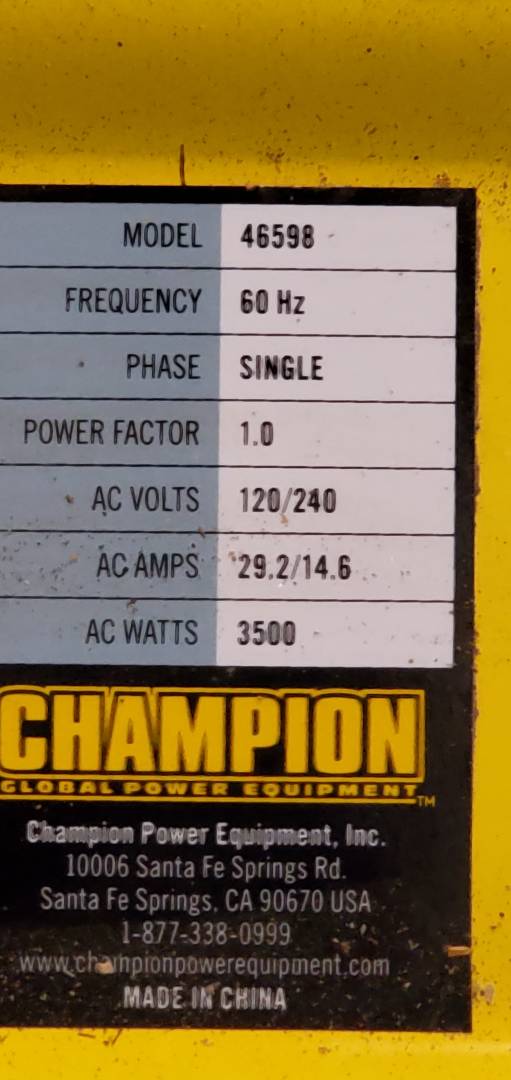 MODEL 46598
FREQUENCY 60 Hz
PHASE SINGLE
POWER FACTOR 1.0
AC VOLTS 120/240
AC AMPS 29.2/14.6
AC WATTS 3500
CHAMPION
GLOBAL POWER EQUIPMENT™
Champion Power Equipment, Inc.
10006 Santa Fe Springs Rd.
Santa Fe Springs, CA 90670 USA
1-877-338-0999
www.championpowerequipment.com
MADE IN CHINA